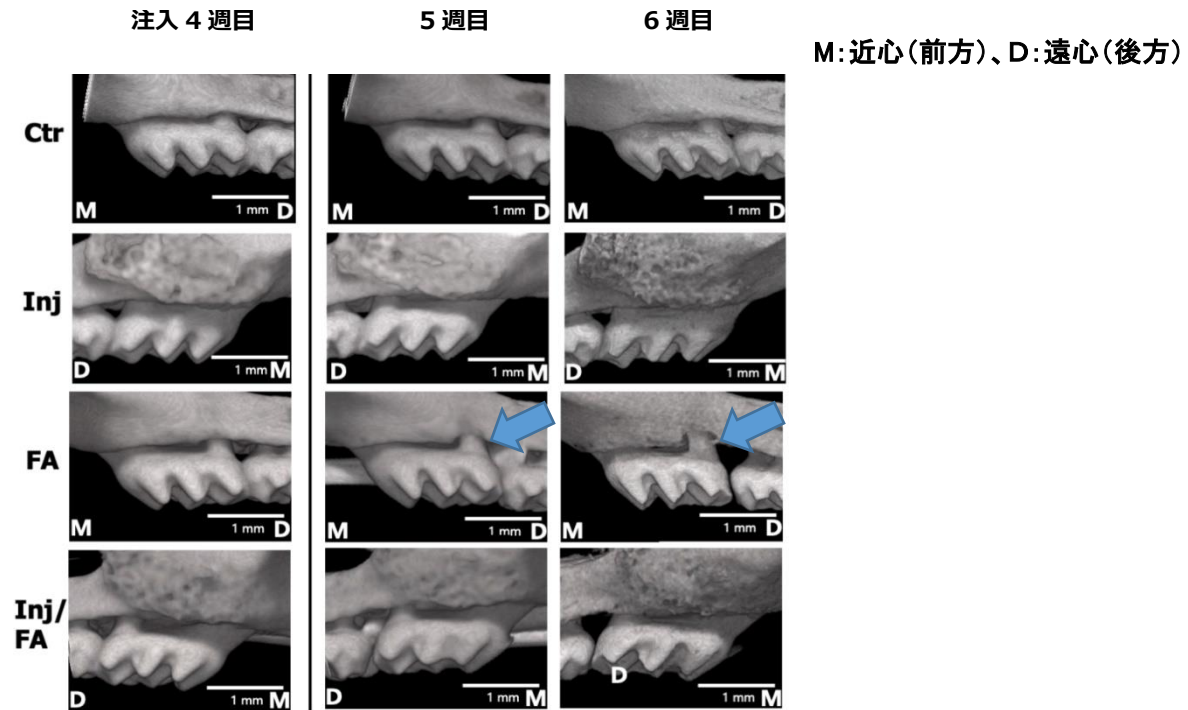 注入 4 週目 5 週目 6 週目
M:近心(前方)、D:遠心(後方)
Ctr
M 1 mm D M 1 mm D M 1 mm D
Inj
D 1 mm M D 1 mm M D 1 mm M
FA
M 1 mm D M 1 mm D M 1 mm D
Inj/
FA
D
D 1 mm M D 1 mm M 1 mm M